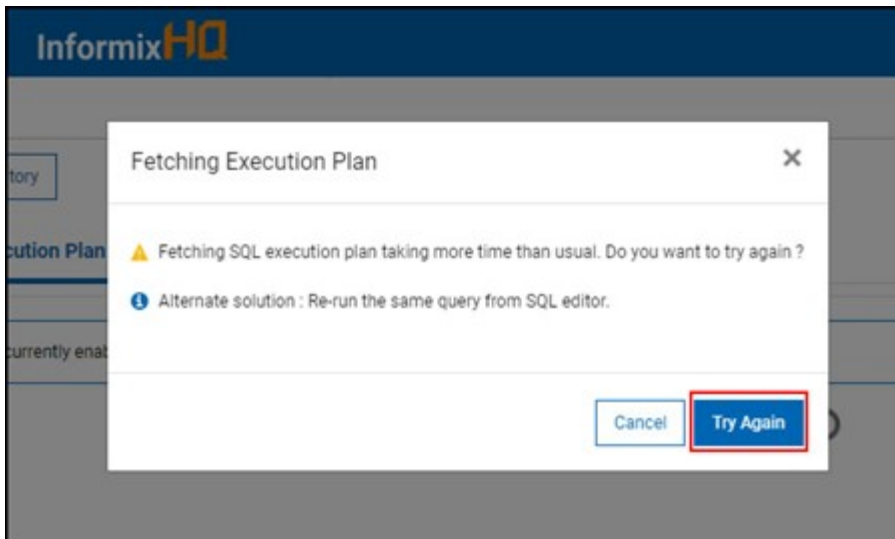 InformixHQ
Fetching Execution Plan
tory
cution Plan
Fetching SQL execution plan taking more time than usual. Do you want to try again ?
Alternate solution : Re-run the same query from SQL editor.
currently enab
Cancel
Try Again